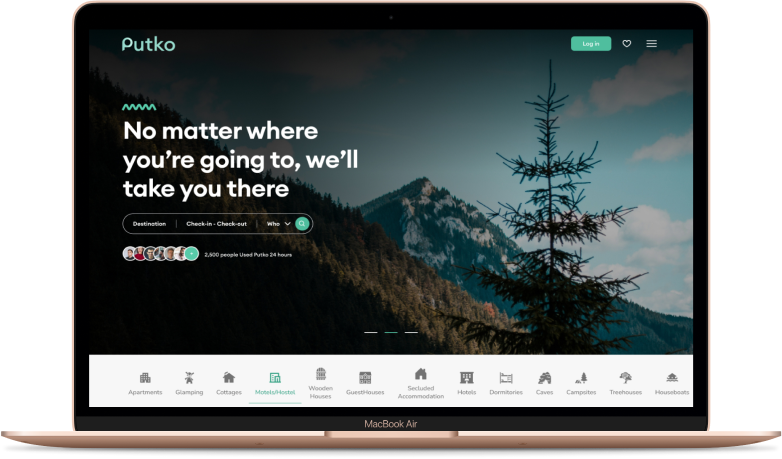 Putko
Log in
No matter where
you're going to, we'll
take you there
Destination
Check-in - Check-out
Who
2,500 people Used Putko 24 hours
Apartments
Glamping
Cottages
Motels/Hostel
Wooden
Houses
GuestHouses
Secluded
Accommodation
Hotels
Dormitories
Caves
Campsites
Treehouses
Houseboats
MacBook Air